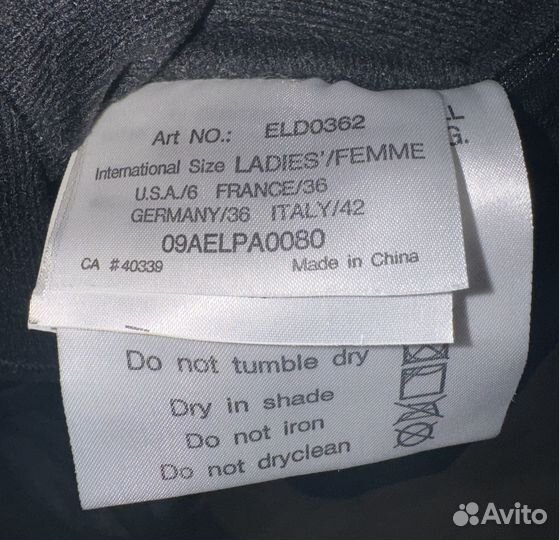 Art NO.: ELD0362
International Size LADIES'/FEMME
U.S.A./6 FRANCE/36
GERMANY/36 ITALY/42
09AELPA0080
CA # 40339 Made in China
Do not tumble dry
Dry in shade
Do not iron
Do not dryclean
Avito